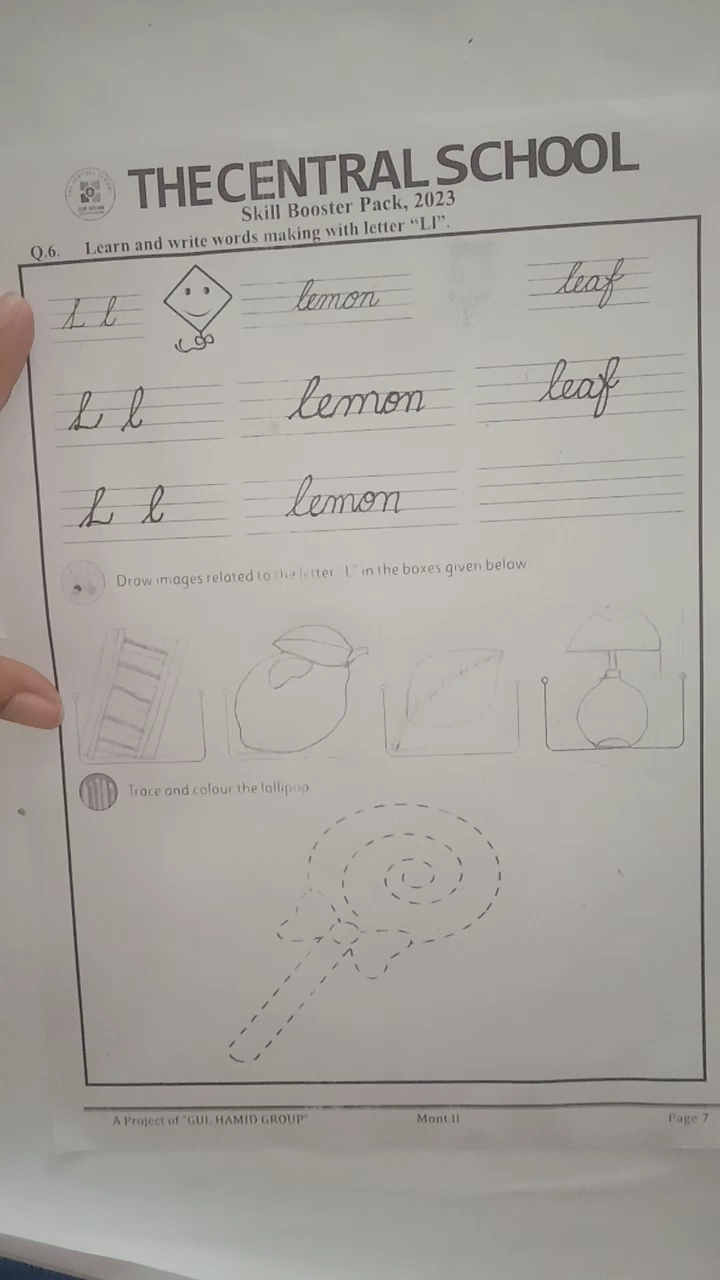 THE CENTRAL SCHOOL
Skill Booster Pack, 2023
Q.6. Learn and write words making with letter “Ll”.
L l lemon leaf
L l lemon leaf
L l lemon
Draw images related to the letter "L" in the boxes given below.
Trace and colour the lollipop
A Project of "GUL HAMID GROUP" Mont.II Page 7